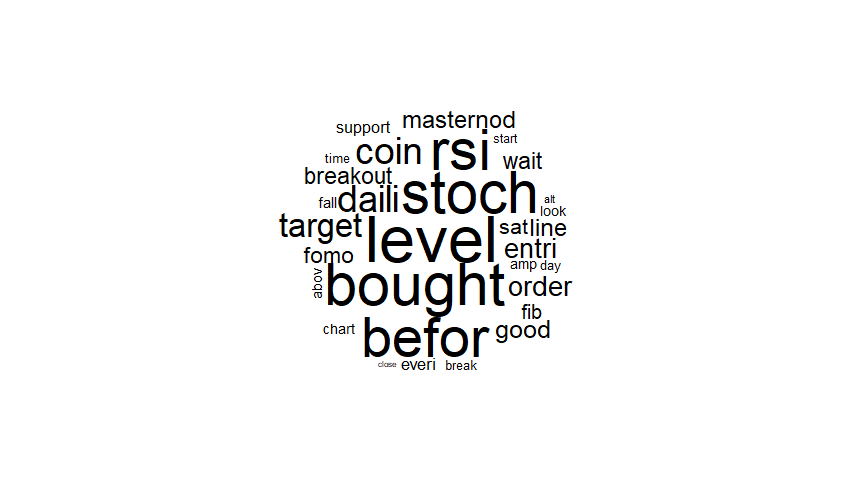 support masternod
coin rsi start
time wait
breakout
fall daili stoch alt
look
target level sat line
fomo entri
abov bought amp day
order
fib
chart befor good
close everi break